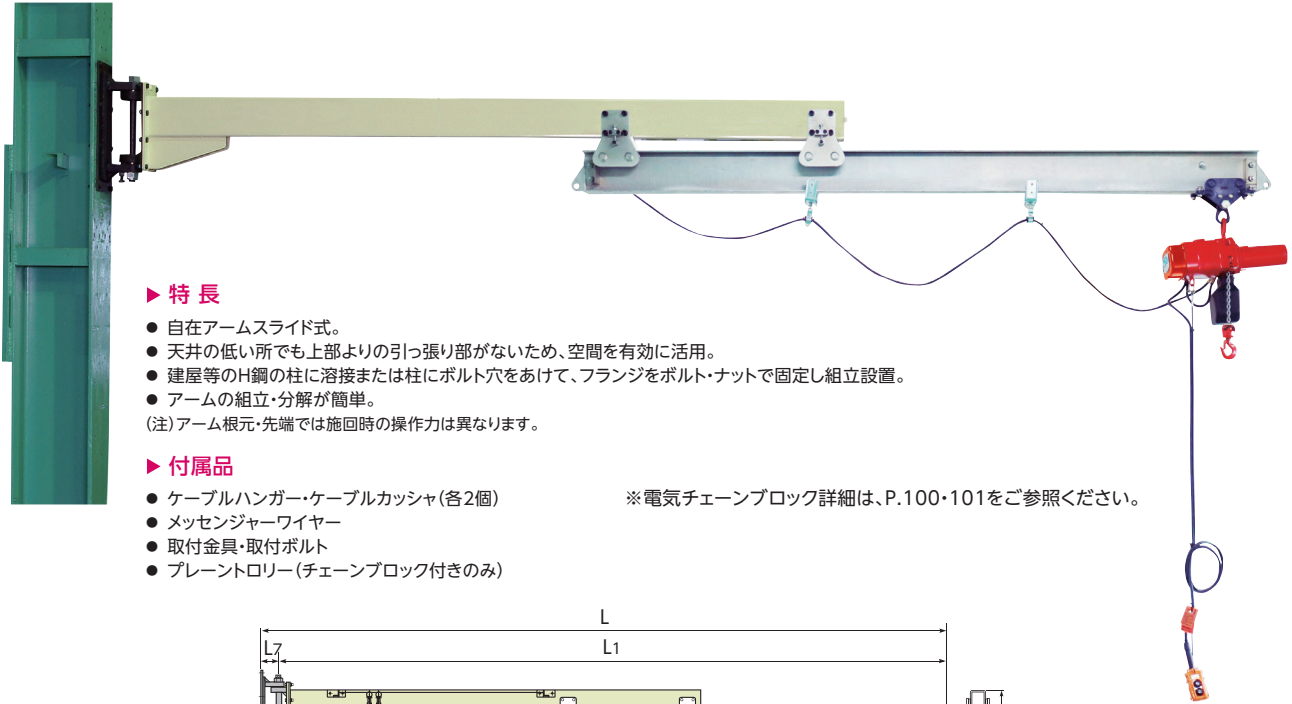 ▶ 特 長
● 自在アームスライド式。
● 天井の低い所でも上部よりの引っ張り部がないため、空間を有効に活用。
● 建屋等のH鋼の柱に溶接または柱にボルト穴をあけて、フランジをボルト・ナットで固定し組立設置。
● アームの組立・分解が簡単。
(注)アーム根元・先端では施回時の操作力は異なります。
▶ 付属品
● ケーブルハンガー・ケーブルカッシャ(各2個)
※電気チェーンブロック詳細は、P.100・101をご参照ください。
● メッセンジャーワイヤー
● 取付金具・取付ボルト
● プレーントロリー(チェーンブロック付きのみ)
L
L7
L1